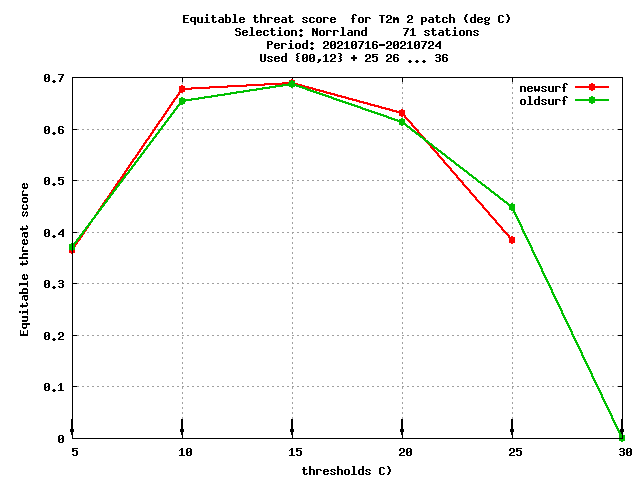 Equitable threat score  for T2m 2 patch (deg C)
Selection: Norrland     71 stations
Period: 20210716-20210724
Used {00,12} + 25 26 ... 36
newsurf
oldsurf
0.7
0.6
0.5
0.4
0.3
0.2
0.1
0
Equitable threat score
5 10 15 20 25 30
thresholds C)